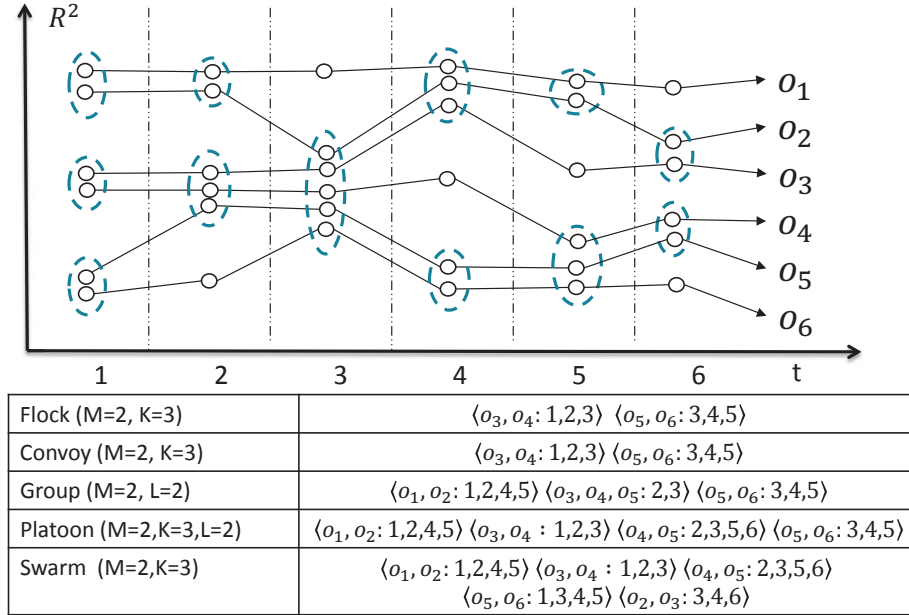 R²
o₁
o₂
o₃
o₄
o₅
o₆
1 2 3 4 5 6 t
Flock (M=2, K=3) ⟨o₃, o₄: 1,2,3⟩ ⟨o₅, o₆: 3,4,5⟩
Convoy (M=2, K=3) ⟨o₃, o₄: 1,2,3⟩ ⟨o₅, o₆: 3,4,5⟩
Group (M=2, L=2) ⟨o₁, o₂: 1,2,4,5⟩ ⟨o₃, o₄, o₅: 2,3⟩ ⟨o₅, o₆: 3,4,5⟩
Platoon (M=2,K=3,L=2) ⟨o₁, o₂: 1,2,4,5⟩ ⟨o₃, o₄ : 1,2,3⟩ ⟨o₄, o₅: 2,3,5,6⟩ ⟨o₅, o₆: 3,4,5⟩
Swarm (M=2,K=3) ⟨o₁, o₂: 1,2,4,5⟩ ⟨o₃, o₄ : 1,2,3⟩ ⟨o₄, o₅: 2,3,5,6⟩
⟨o₅, o₆: 1,3,4,5⟩ ⟨o₂, o₃: 3,4,6⟩